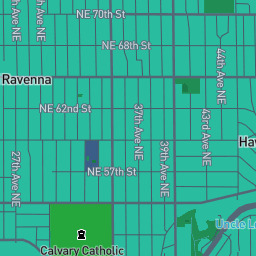 NE 70th St
NE 68th St
44th Ave NE
Ravenna
NE 62nd St
37th Ave NE
43rd Ave NE
39th Ave NE
27th Ave NE
NE 57th St
Calvary Catholic